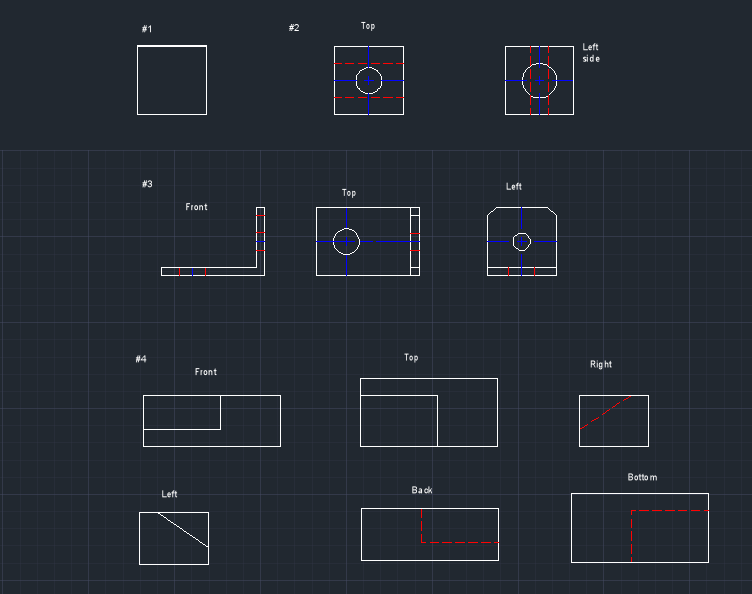 #1
#2
Top
Left
side
#3
Front
Top
Left
#4
Front
Top
Right
Left
Back
Bottom